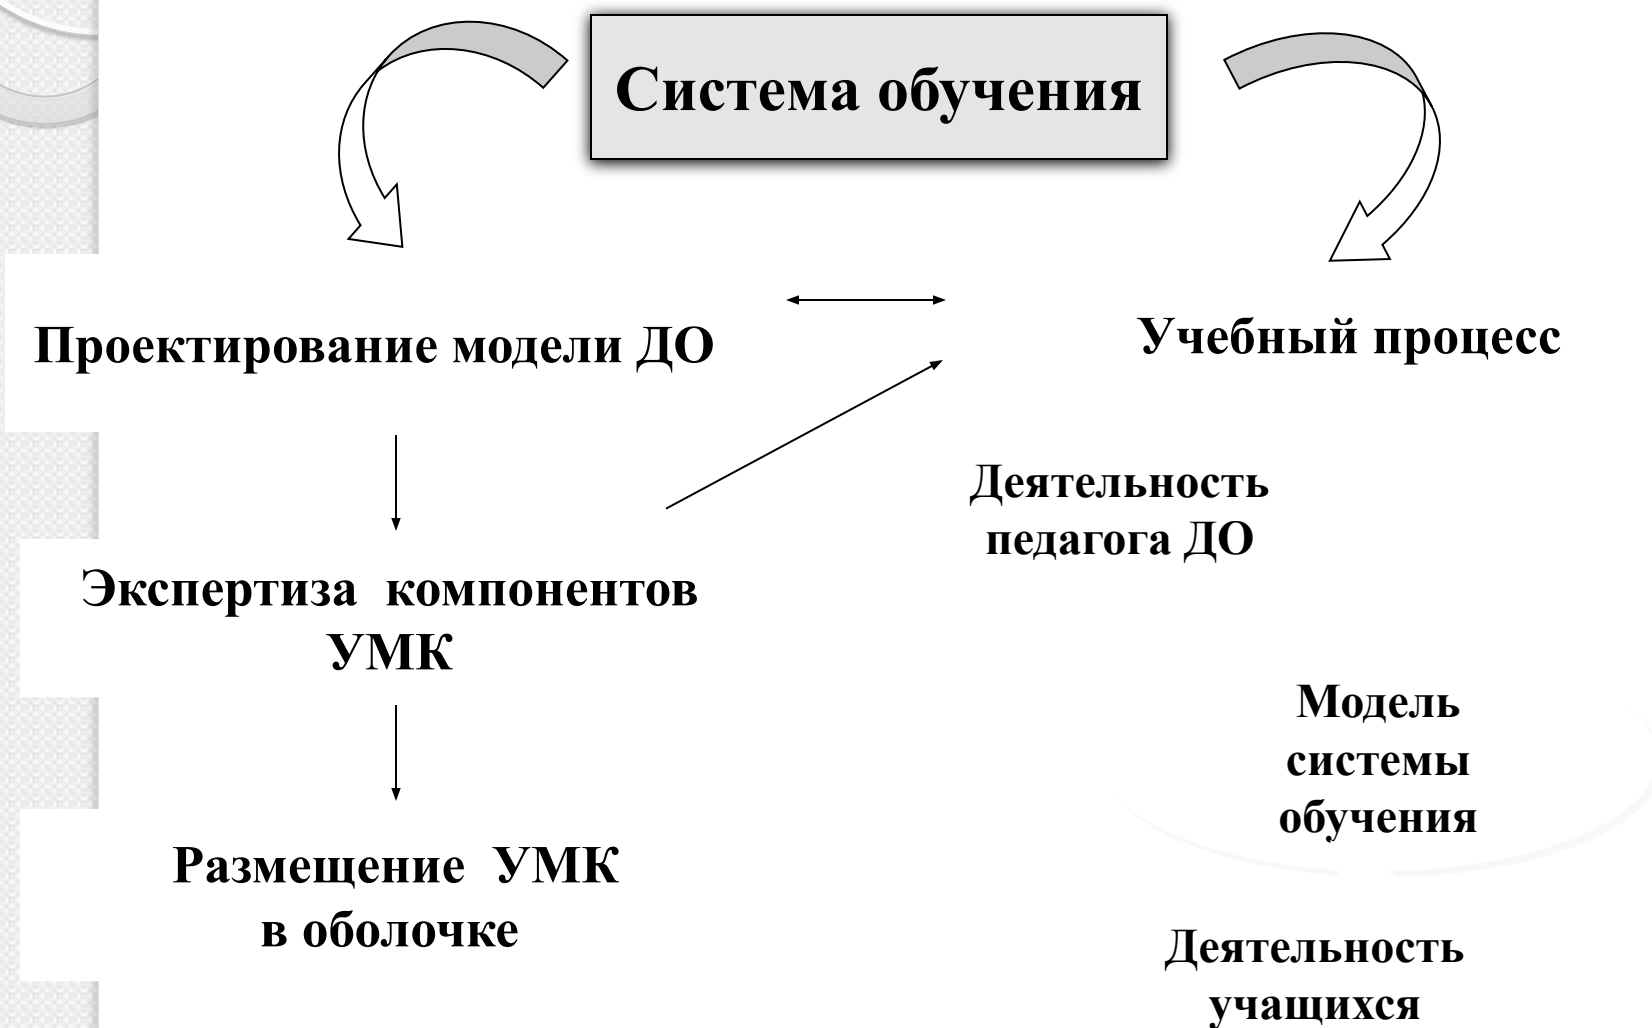 Система обучения
Проектирование модели ДО
Учебный процесс
Деятельность
педагога ДО
Экспертиза компонентов
УМК
Модель
системы
обучения
Размещение УМК
в оболочке
Деятельность
учащихся